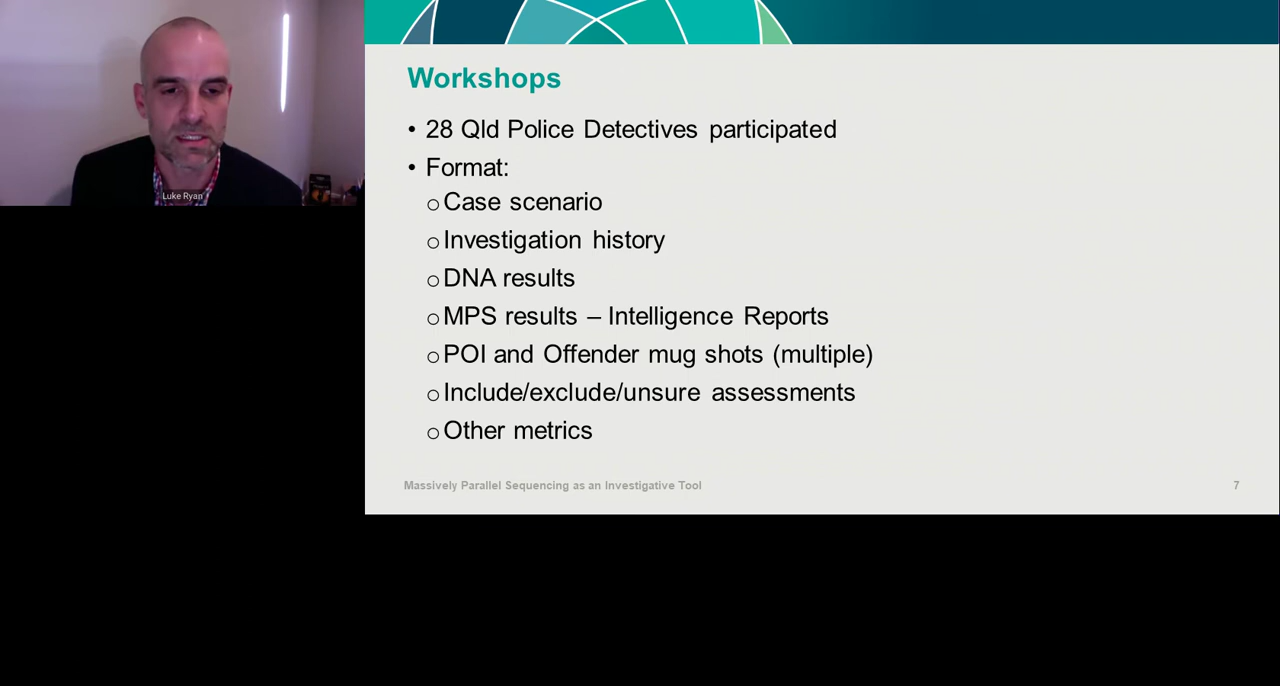 Luke Ryan
Workshops
• 28 Qld Police Detectives participated
• Format:
o Case scenario
o Investigation history
o DNA results
o MPS results – Intelligence Reports
o POI and Offender mug shots (multiple)
o Include/exclude/unsure assessments
o Other metrics
Massively Parallel Sequencing as an Investigative Tool
7